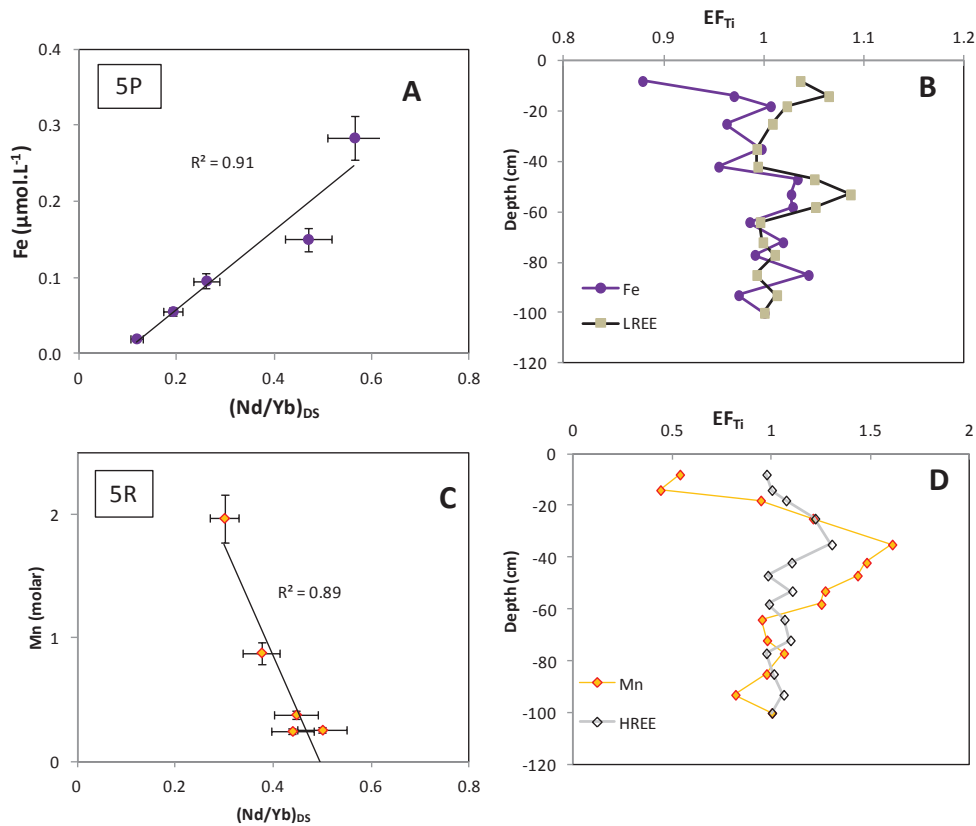 5P
A
R² = 0.91
Fe (µmol.L⁻¹)
0.4
0.3
0.2
0.1
0.0
0 0.2 0.4 0.6 0.8
(Nd/Yb)DS
EFTi
0.8 0.9 1 1.1 1.2
B
Depth (cm)
0
-20
-40
-60
-80
-100
-120
Fe
LREE
5R
C
R² = 0.89
Mn (molar)
2
1
0
0 0.2 0.4 0.6 0.8
(Nd/Yb)DS
EFTi
0 0.5 1 1.5 2
D
Depth (cm)
0
-20
-40
-60
-80
-100
-120
Mn
HREE